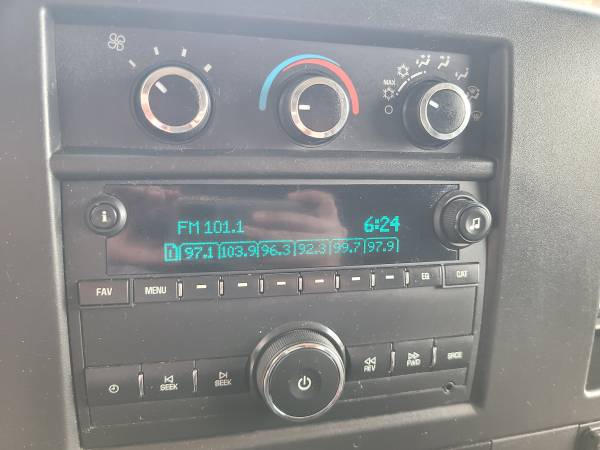 MAX
FM 101.1 6:24
1 97.1 103.9 96.3 92.3 99.7 97.9
FAV MENU EQ CAT
SEEK SEEK REV FWD SRCE